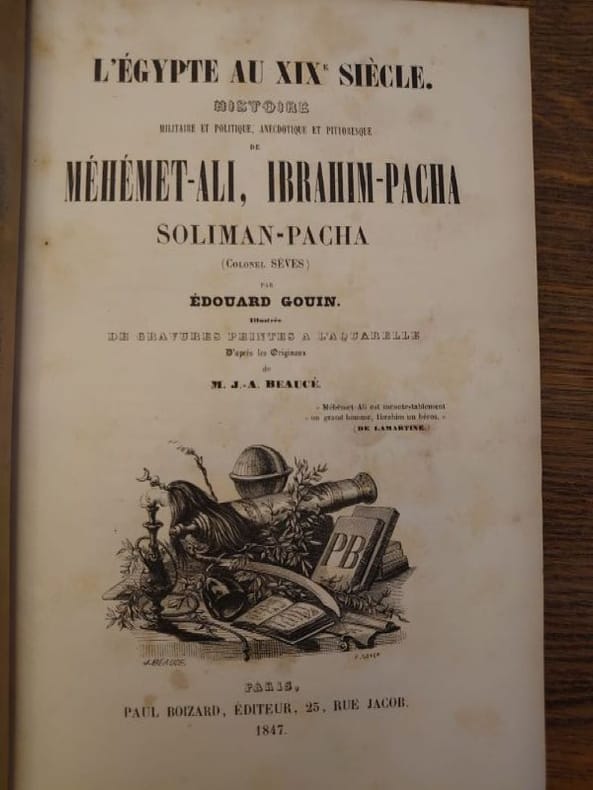 L'ÉGYPTE AU XIXE SIÈCLE.
HISTOIRE
MILITAIRE ET POLITIQUE, ANECDOTIQUE ET PITTORESQUE
DE
MÉHÉMET-ALI, IBRAHIM-PACHA
SOLIMAN-PACHA
(COLONEL SÈVES)
PAR
ÉDOUARD GOUIN.
Illustrée
DE GRAVURES PEINTES A L'AQUARELLE
D'après les Originaux
de
M. J.-A. BEAUCÉ.
« Méhémet-Ali est incontestablement
« un grand homme, Ibrahim un héros. »
(DE LAMARTINE.)
PB
J. BEAUCE.
PARIS,
PAUL BOIZARD, ÉDITEUR, 25, RUE JACOB.
1847.